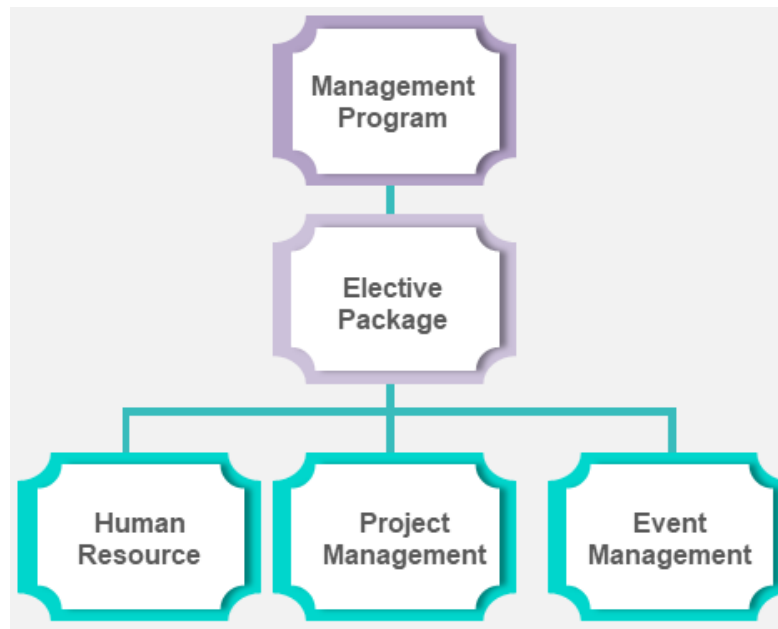 Management
Program
Elective
Package
Human
Resource
Project
Management
Event
Management